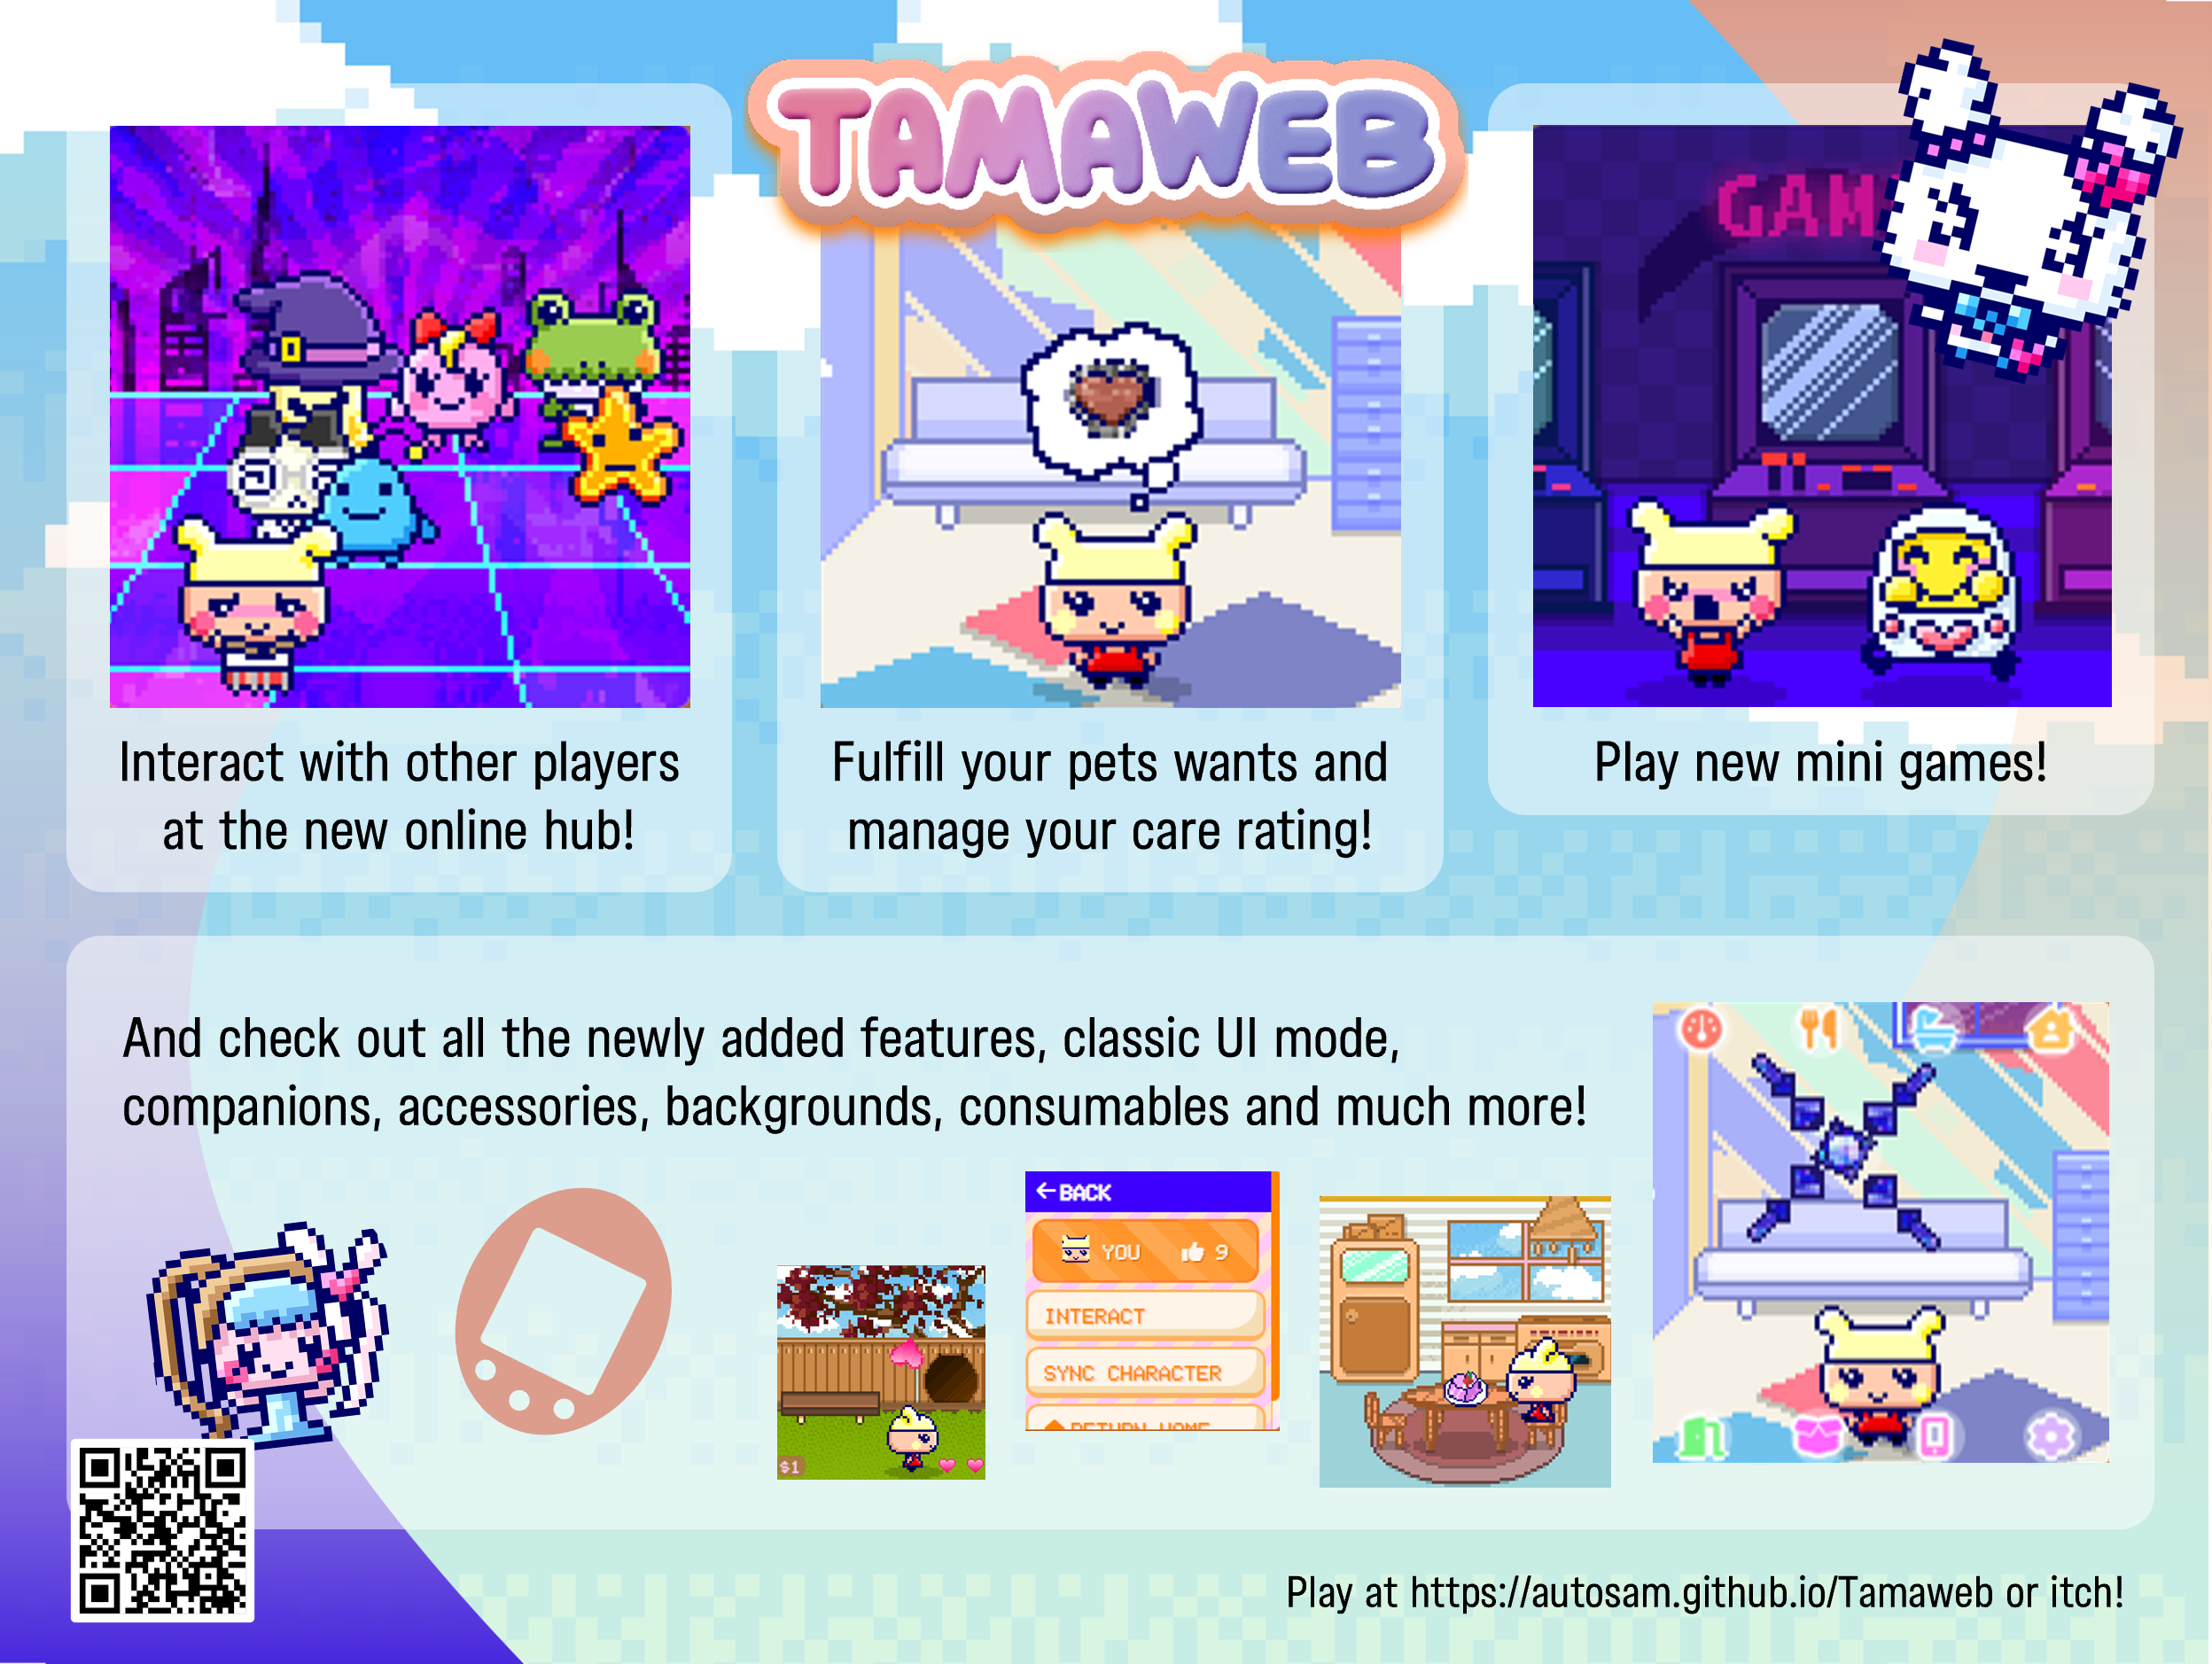 TAMAWEB
GAM
Interact with other players
at the new online hub!
Fulfill your pets wants and
manage your care rating!
Play new mini games!
And check out all the newly added features, classic UI mode,
companions, accessories, backgrounds, consumables and much more!
$1
BACK
YOU 9
INTERACT
SYNC CHARACTER
RETURN HOME
Play at https://autosam.github.io/Tamaweb or itch!